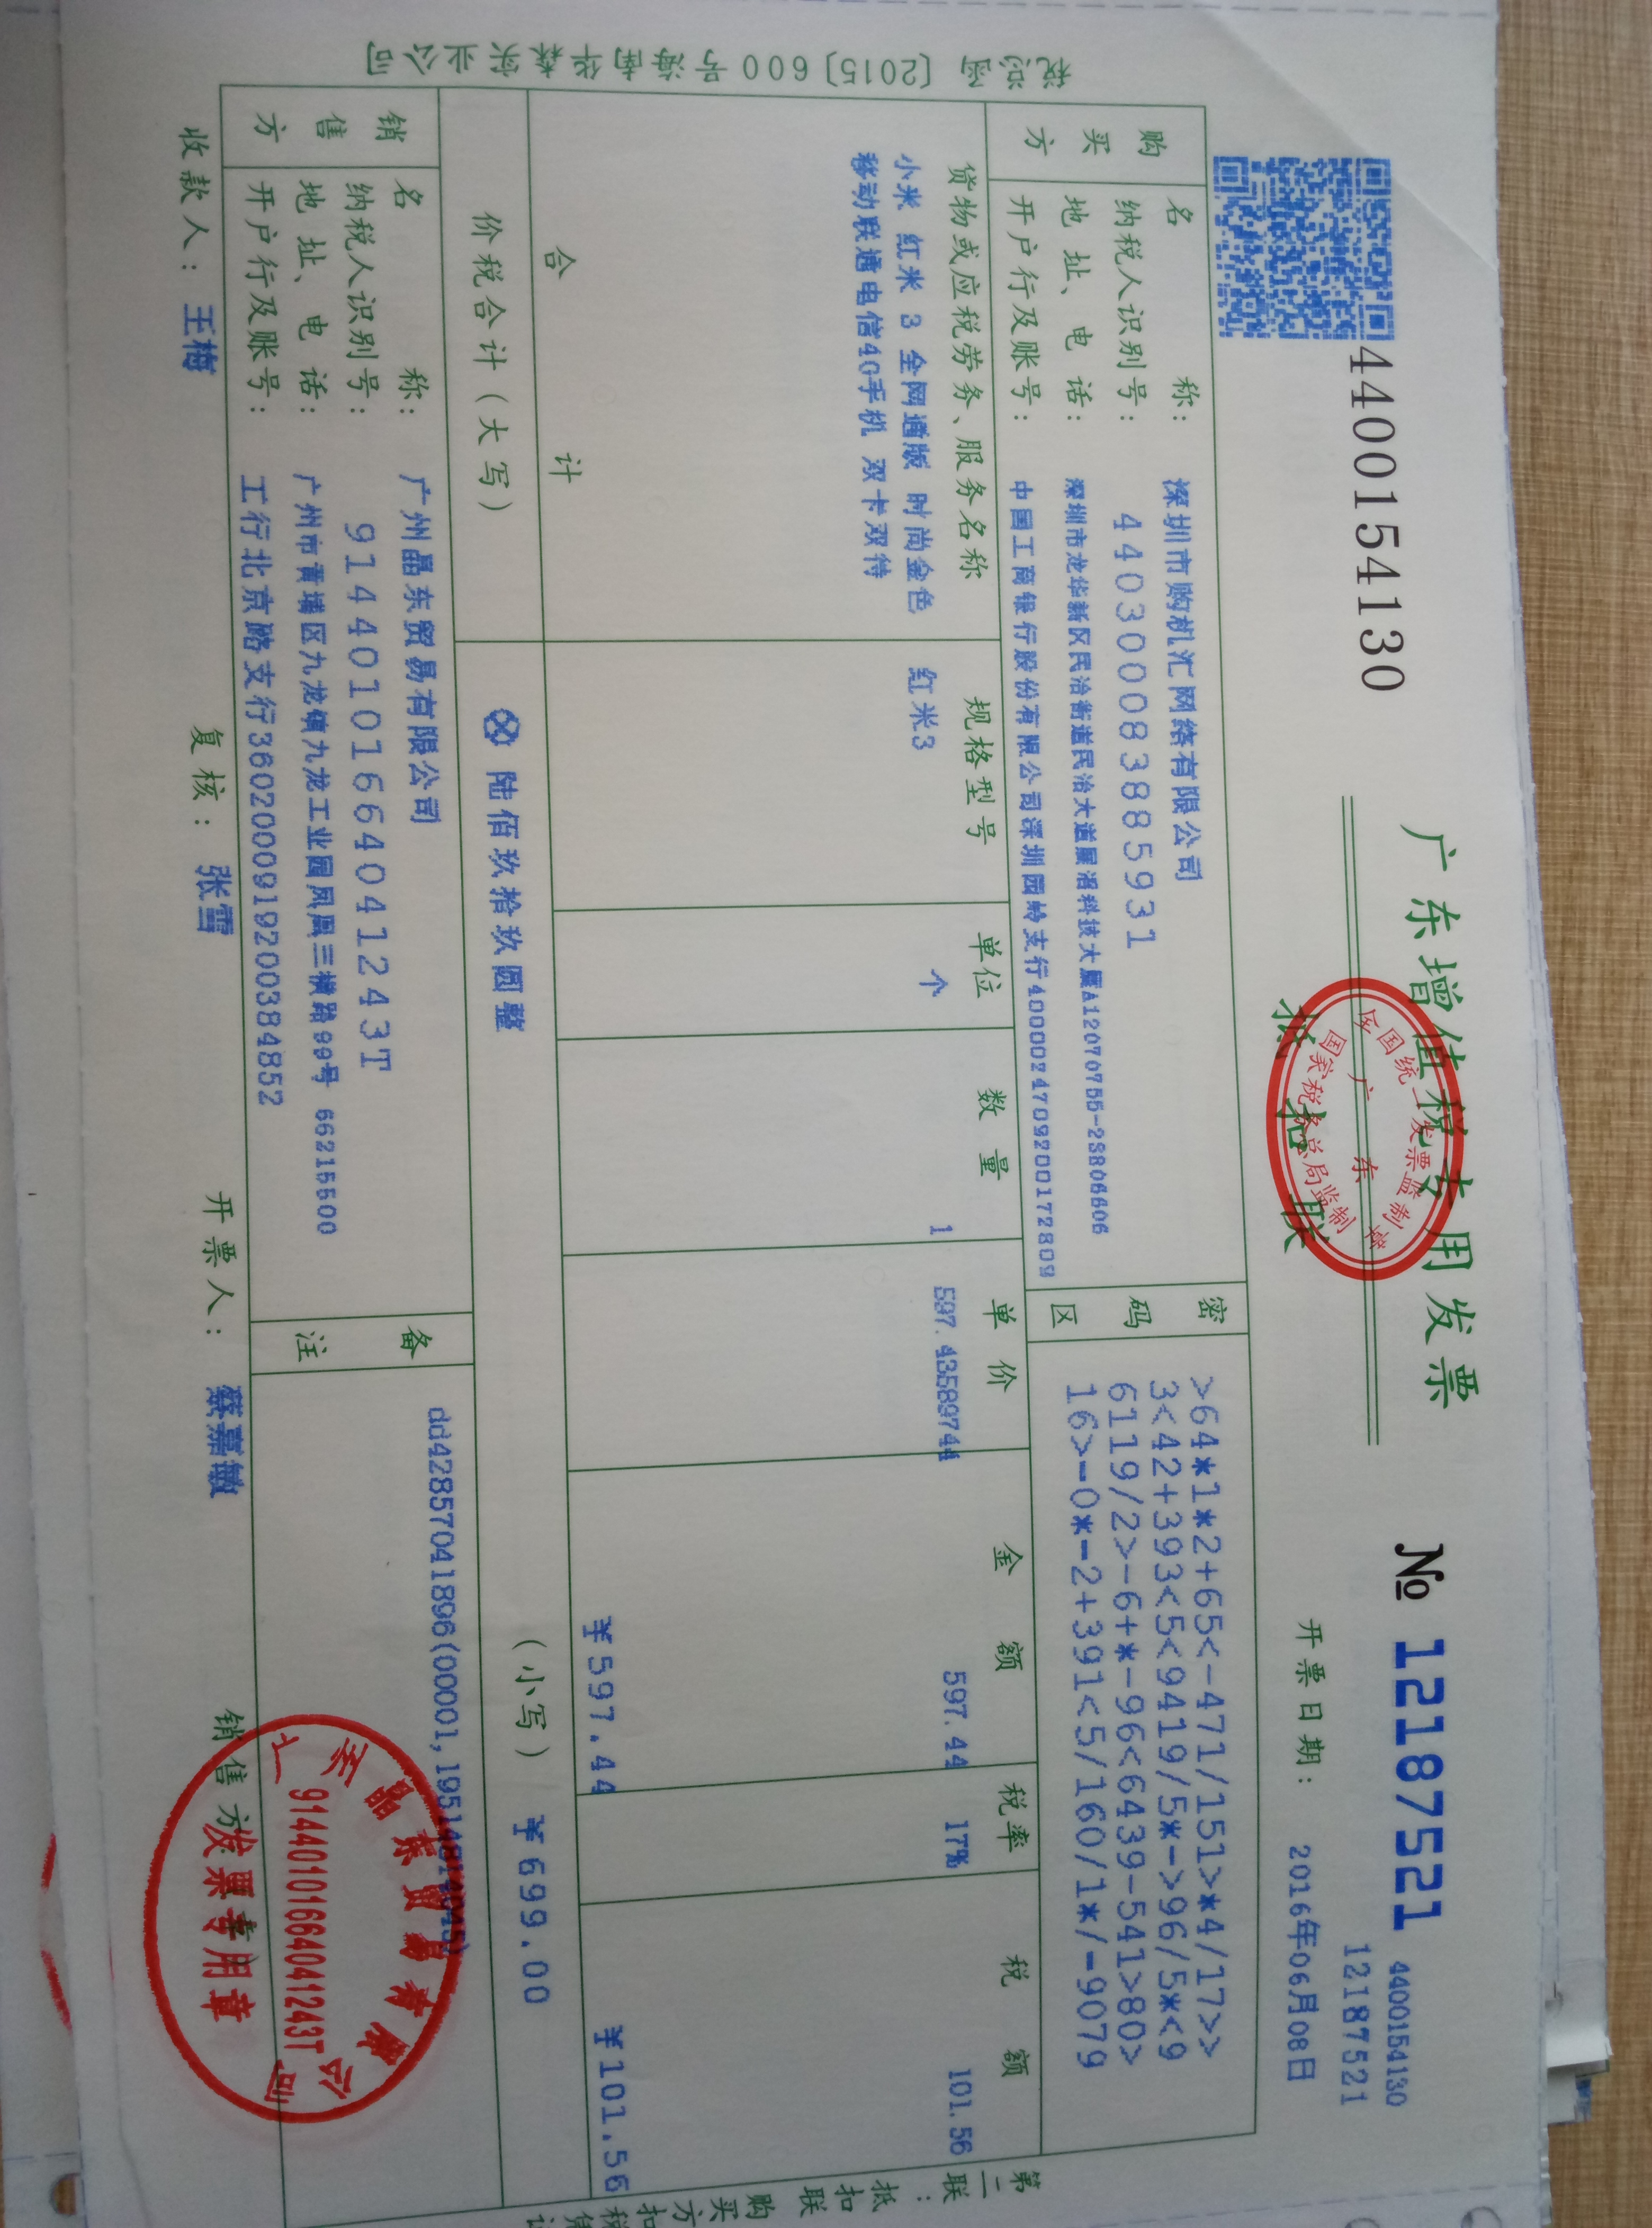 4400154130
广东增值税专用发票
№ 12187521
4400154130
12187521
抵扣联
全国统一发票监制章
广东
国家税务总局监制
开票日期: 2016年06月08日
税总函〔2015〕600号海南华森实业公司
购买方
名称: 深圳市购机汇网络有限公司
纳税人识别号: 440300083885931
地址、电话: 深圳市龙华新区民治街道民治大道展滔科技大厦A12070755-28806606
开户行及账号: 中国工商银行股份有限公司深圳园岭支行4000024709200172809
密码区
>64*1*2+65<-471/151>*4/17>>
3<42+393<5<9419/5*->96/5*<9
6119/2>-6+*-96<6439-541>80>
16>-0*-2+391<5/160/1*/-9079
货物或应税劳务、服务名称 规格型号 单位 数量 单价 金额 税率 税额
小米 红米 3 全网通版 时尚金色 红米3 个 1 597.43589744 597.44 17% 101.56
移动联通电信4G手机 双卡双待
合计 ¥597.44 ¥101.56
价税合计(大写) ⊗ 陆佰玖拾玖圆整 (小写) ¥699.00
销售方
名称: 广州晶东贸易有限公司
纳税人识别号: 91440101664041243T
地址、电话: 广州市黄埔区九龙镇九龙工业园凤凰三横路99号 66215500
开户行及账号: 工行北京路支行3602000919200384852
备注
dd42857041896(00001,19514819045)
收款人: 王梅 复核: 张雪 开票人: 蔡嘉敏 销售方
广州晶东贸易有限公司
91440101664041243T
发票专用章
第二联:抵扣联 购买方扣税